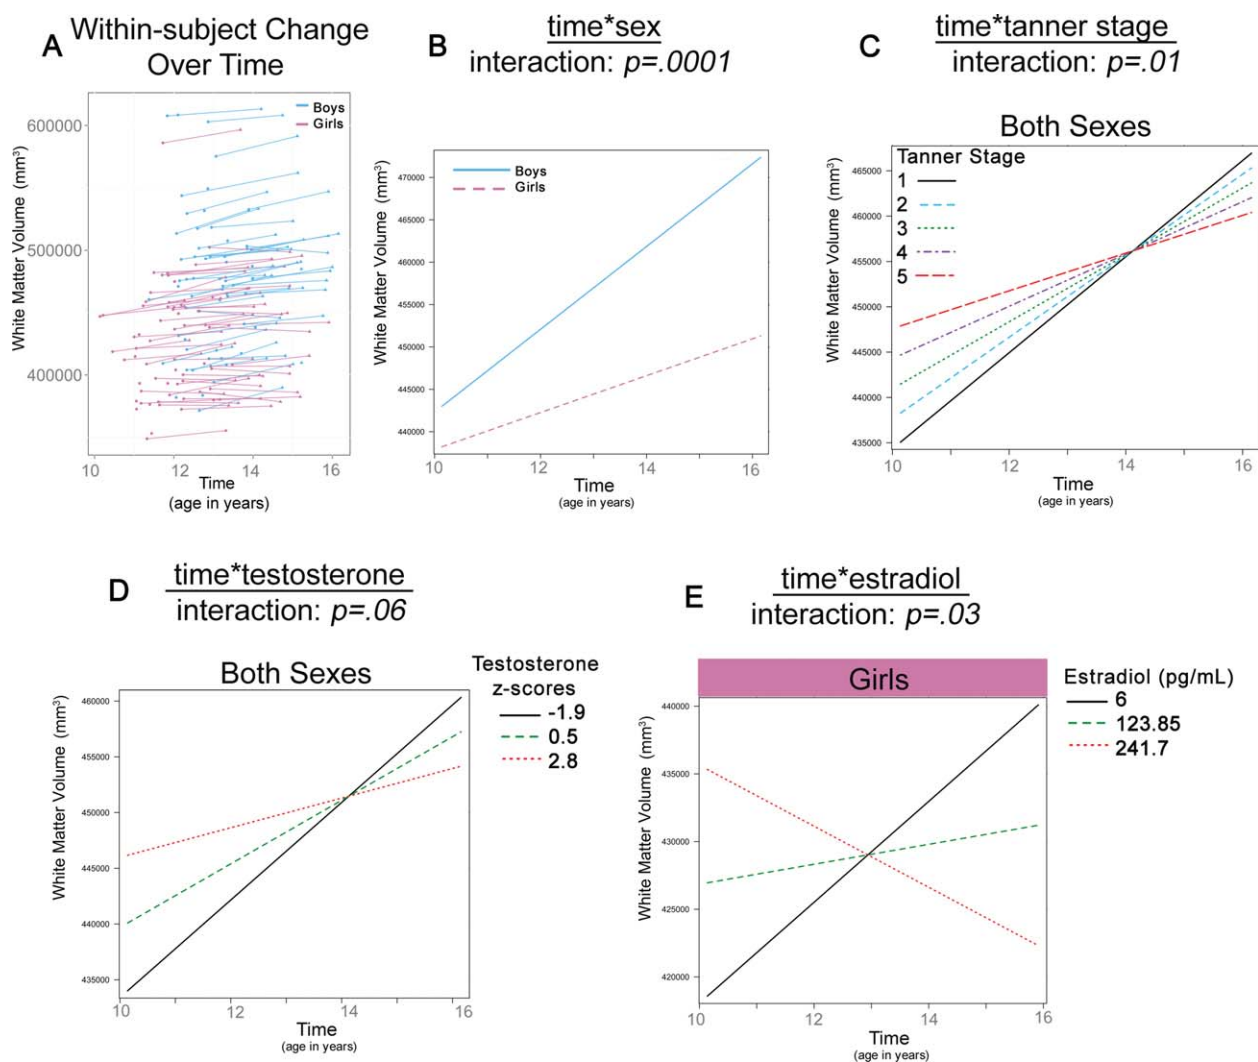 A
Within-subject Change
Over Time
Boys
Girls
White Matter Volume (mm³)
600000
500000
400000
10 12 14 16
Time
(age in years)
B
time*sex
interaction: p=.0001
Boys
Girls
White Matter Volume (mm³)
470000
465000
460000
455000
450000
445000
440000
10 12 14 16
Time
(age in years)
C
time*tanner stage
interaction: p=.01
Both Sexes
Tanner Stage
1
2
3
4
5
White Matter Volume (mm³)
465000
460000
455000
450000
445000
440000
435000
10 12 14 16
Time
(age in years)
D
time*testosterone
interaction: p=.06
Both Sexes
Testosterone
z-scores
-1.9
0.5
2.8
White Matter Volume (mm³)
460000
455000
450000
445000
440000
435000
10 12 14 16
Time
(age in years)
E
time*estradiol
interaction: p=.03
Girls
Estradiol (pg/mL)
6
123.85
241.7
White Matter Volume (mm³)
440000
435000
430000
425000
420000
10 12 14 16
Time
(age in years)